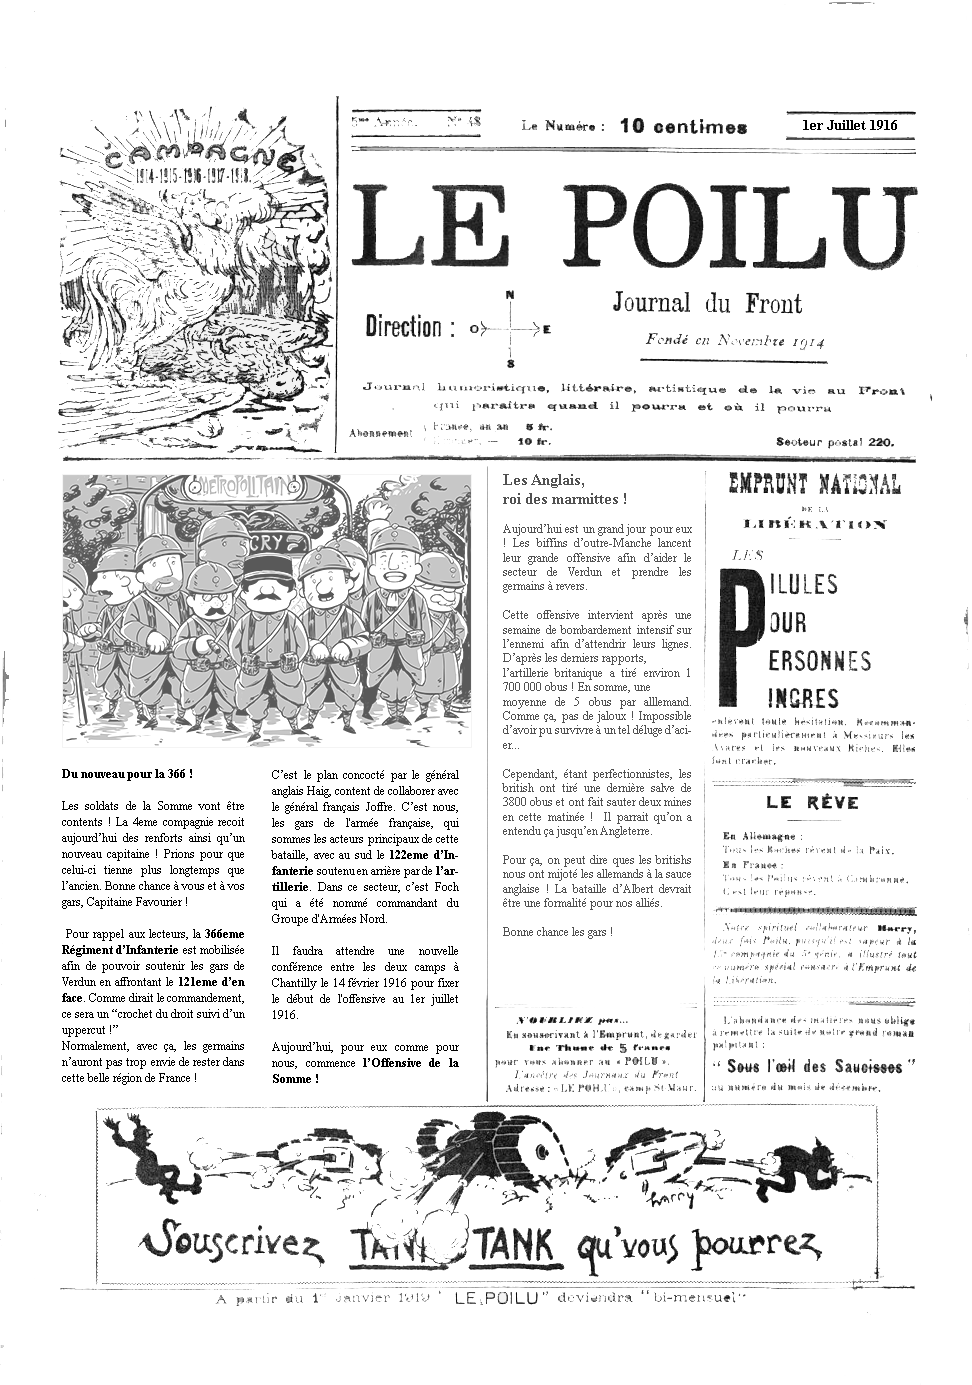 CAMPAGNE
1914-1915-1916-1917-1918.
5me Année. No 48
Le Numéro : 10 centimes
1er Juillet 1916
LE POILU
Journal du Front
Fondé en Novembre 1914
Direction :
N
O E
S
Journal humoristique, littéraire, artistique de la vie au Front
qui paraîtra quand il pourra et où il pourra
Abonnement
France, un an 5 fr.
— 10 fr.
Secteur postal 220.
METROPOLITAIN
CRY
Du nouveau pour la 366 !
Les soldats de la Somme vont être
contents ! La 4eme compagnie recoit
aujourd’hui des renforts ainsi qu’un
nouveau capitaine ! Prions pour que
celui-ci tienne plus longtemps que
l’ancien. Bonne chance à vous et à vos
gars, Capitaine Favourier !
Pour rappel aux lecteurs, la 366eme
Régiment d’Infanterie est mobilisée
afin de pouvoir soutenir les gars de
Verdun en affrontant le 121eme d’en
face. Comme dirait le commandement,
ce sera un “crochet du droit suivi d’un
uppercut !”
Normalement, avec ça, les germains
n’auront pas trop envie de rester dans
cette belle région de France !
C’est le plan concocté par le général
anglais Haig, content de collaborer avec
le général français Joffre. C’est nous,
les gars de l'armée française, qui
sommes les acteurs principaux de cette
bataille, avec au sud le 122eme d’In-
fanterie soutenu en arrière par de l’ar-
tillerie. Dans ce secteur, c’est Foch
qui a été nommé commandant du
Groupe d'Armées Nord.
Il faudra attendre une nouvelle
conférence entre les deux camps à
Chantilly le 14 février 1916 pour fixer
le début de l'offensive au 1er juillet
1916.
Aujourd’hui, pour eux comme pour
nous, commence l’Offensive de la
Somme !
Les Anglais,
roi des marmittes !
Aujourd’hui est un grand jour pour eux
! Les biffins d’outre-Manche lancent
leur grande offensive afin d’aider le
secteur de Verdun et prendre les
germains à revers.
Cette offensive intervient après une
semaine de bombardement intensif sur
l’ennemi afin d’attendrir leurs lignes.
D’après les derniers rapports,
l’artillerie britanique a tiré environ 1
700 000 obus ! En somme, une
moyenne de 5 obus par alllemand.
Comme ça, pas de jaloux ! Impossible
d’avoir pu survivre à un tel déluge d’aci-
er...
Cependant, étant perfectionnistes, les
british ont tiré une dernière salve de
3800 obus et ont fait sauter deux mines
en cette matinée ! Il parrait qu’on a
entendu ça jusqu’en Angleterre.
Pour ça, on peut dire ques les britishs
nous ont mijoté les allemands à la sauce
anglaise ! La bataille d’Albert devrait
être une formalité pour nos alliés.
Bonne chance les gars !
N'OUBLIEZ pas...
En souscrivant à l'Emprunt, de garder
Une Thune de 5 francs
pour vous abonner au « POILU ».
L'ancêtre des Journaux du Front
Adresse : « LE POILU », camp St-Maur.
EMPRUNT NATIONAL
DE LA
LIBÉRATION
LES
PILULES
POUR
PERSONNES
PINGRES
enlèvent toute hésitation. Recomman-
dées particulièrement à Messieurs les
Avares et les nouveaux Riches. Elles
font cracher.
LE RÊVE
En Allemagne :
Tous les Boches rêvent de la Paix.
En France :
Tous les Poilus rêvent à Cambronne.
C'est leur réponse.
Notre spirituel collaborateur Harry,
deux fois Poilu, puisqu'il est sapeur à la
compagnie du 5e génie, a illustré tout
ce numéro spécial consacré à l'Emprunt de
la Libération.
L'abondance des matières nous oblige
à remettre la suite de notre grand roman
palpitant :
“ Sous l'œil des Saucisses ”
au numéro du mois de décembre.
Harry
Souscrivez TANK TANK qu'vous pourrez
A partir du 1er Janvier 1919 " LE POILU " deviendra "bi-mensuel"